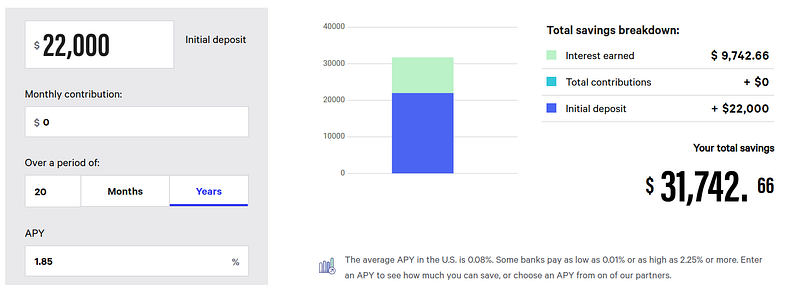 $ 22,000
Initial deposit
Monthly contribution:
$ 0
Over a period of:
20 Months Years
APY
1.85 %
40000
30000
20000
10000
0
Total savings breakdown:
Interest earned $ 9,742.66
Total contributions + $0
Initial deposit + $22,000
Your total savings
$ 31,742. 66
The average APY in the U.S. is 0.08%. Some banks pay as low as 0.01% or as high as 2.25% or more. Enter
an APY to see how much you can save, or choose an APY from on of our partners.